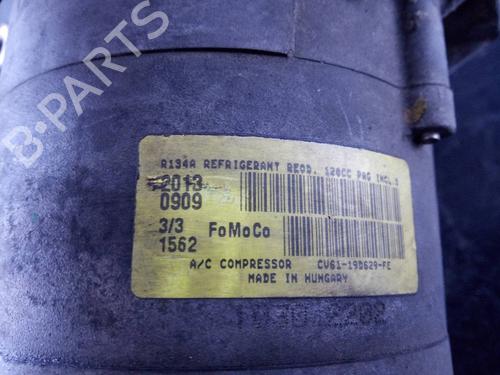 B-PARTS
R134A REFRIGERANT REQD. 120CC PAG INCL.
2013
0909
3/3
1562
FoMoCo
A/C COMPRESSOR CV61-19D629-FE
MADE IN HUNGARY